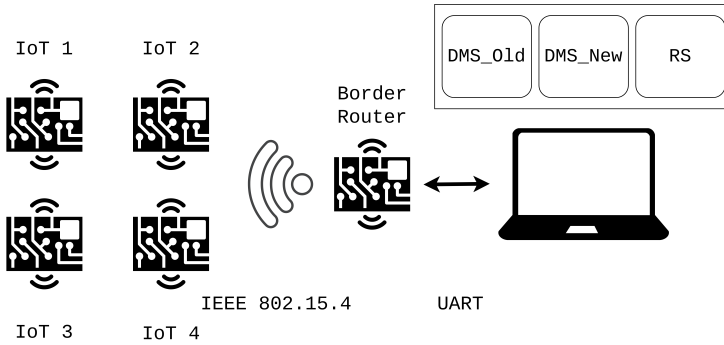 IoT 1
IoT 2
DMS_Old
DMS_New
RS
Border
Router
IEEE 802.15.4
UART
IoT 3
IoT 4